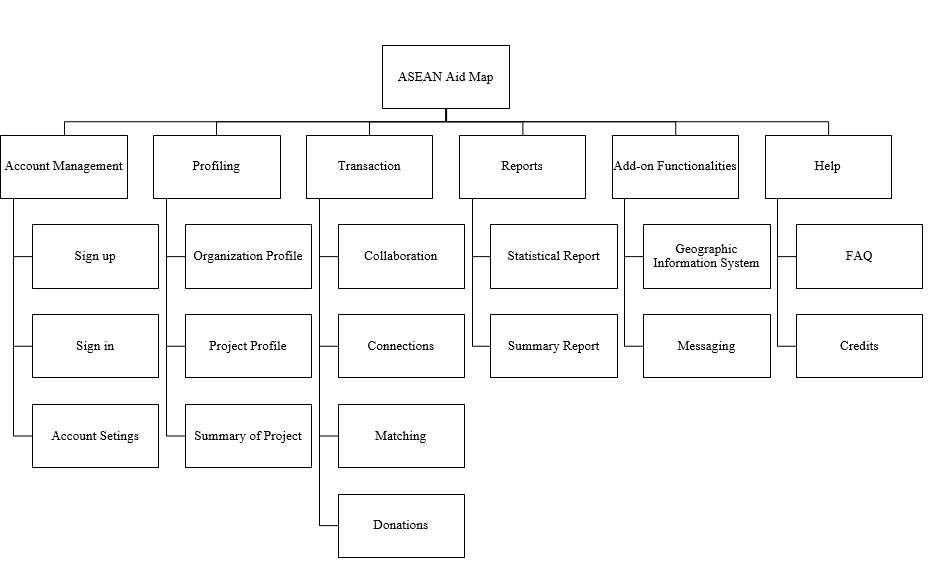 ASEAN Aid Map
Account Management
Profiling
Transaction
Reports
Add-on Functionalities
Help
Sign up
Organization Profile
Collaboration
Statistical Report
Geographic
Information System
FAQ
Sign in
Project Profile
Connections
Summary Report
Messaging
Credits
Account Setings
Summary of Project
Matching
Donations